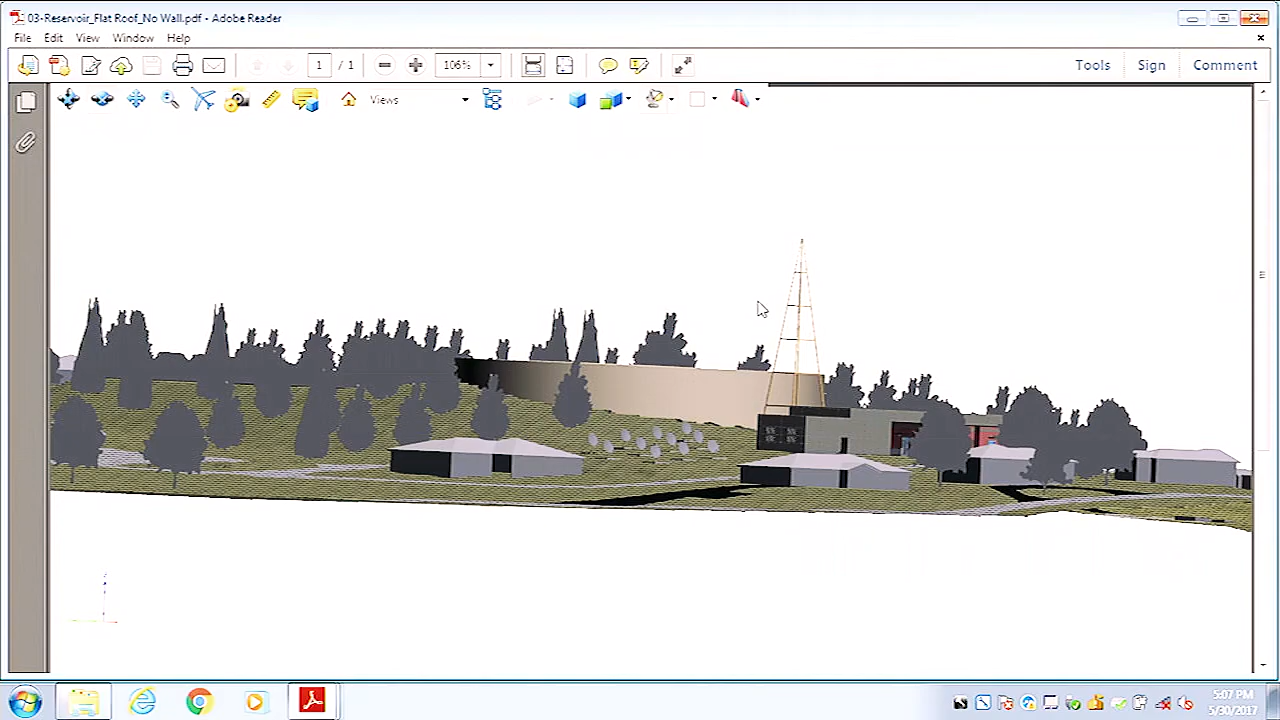 03-Reservoir_Flat Roof_No Wall.pdf - Adobe Reader
File Edit View Window Help
1 / 1 106% Tools Sign Comment
Views
5:07 PM
5/30/2017